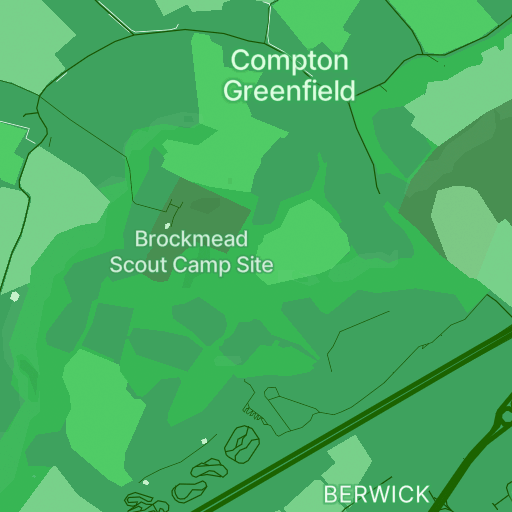 Compton
Greenfield
Brockmead
Scout Camp Site
BERWICK